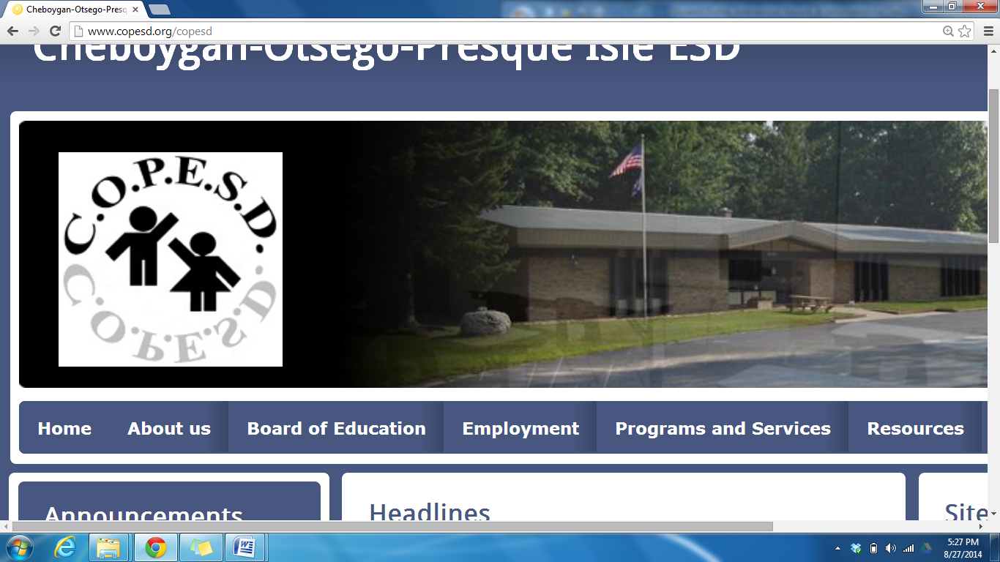 Cheboygan-Otsego-Presq
www.copesd.org/copesd
Cheboygan-Otsego-Presque Isle ESD
C.O.P.E.S.D.
C.O.P.E.S.D.
Home About us Board of Education Employment Programs and Services Resources
Announcements Headlines Site
5:27 PM
8/27/2014